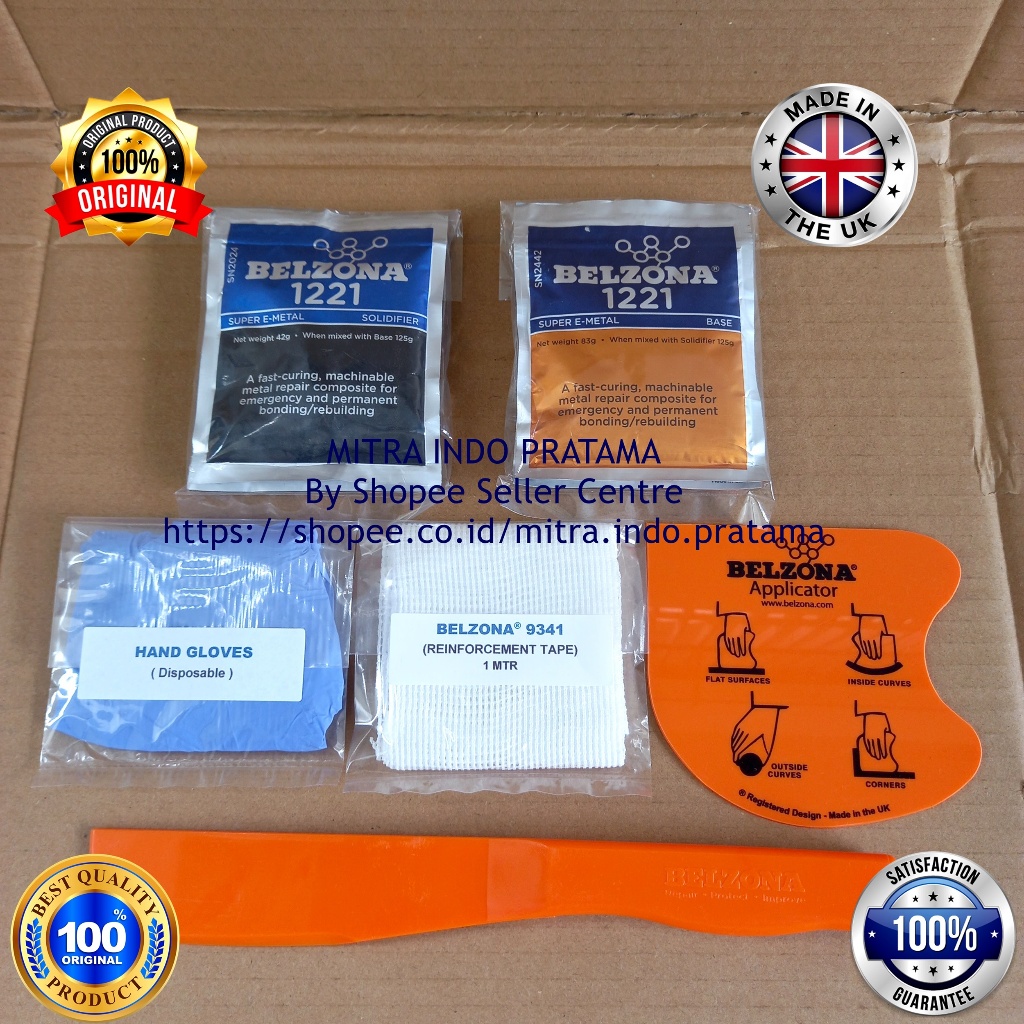 ORIGINAL PRODUCT
100%
ORIGINAL
MADE IN
THE UK
SN2024
BELZONA®
1221
SUPER E-METAL SOLIDIFIER
Net weight 42g • When mixed with Base 125g
A fast-curing, machinable
metal repair composite for
emergency and permanent
bonding/rebuilding
SN2442
BELZONA®
1221
SUPER E-METAL BASE
Net weight 83g • When mixed with Solidifier 125g
A fast-curing, machinable
metal repair composite for
emergency and permanent
bonding/rebuilding
MITRA INDO PRATAMA
By Shopee Seller Centre
https://shopee.co.id/mitra.indo.pratama
HAND GLOVES
( Disposable )
BELZONA® 9341
(REINFORCEMENT TAPE)
1 MTR
BELZONA®
Applicator
www.belzona.com
FLAT SURFACES
INSIDE CURVES
OUTSIDE
CURVES
CORNERS
® Registered Design - Made in the UK
BELZONA
Repair - Protect - Improve
BEST QUALITY
100%
ORIGINAL
PRODUCT
SATISFACTION
100%
GUARANTEE